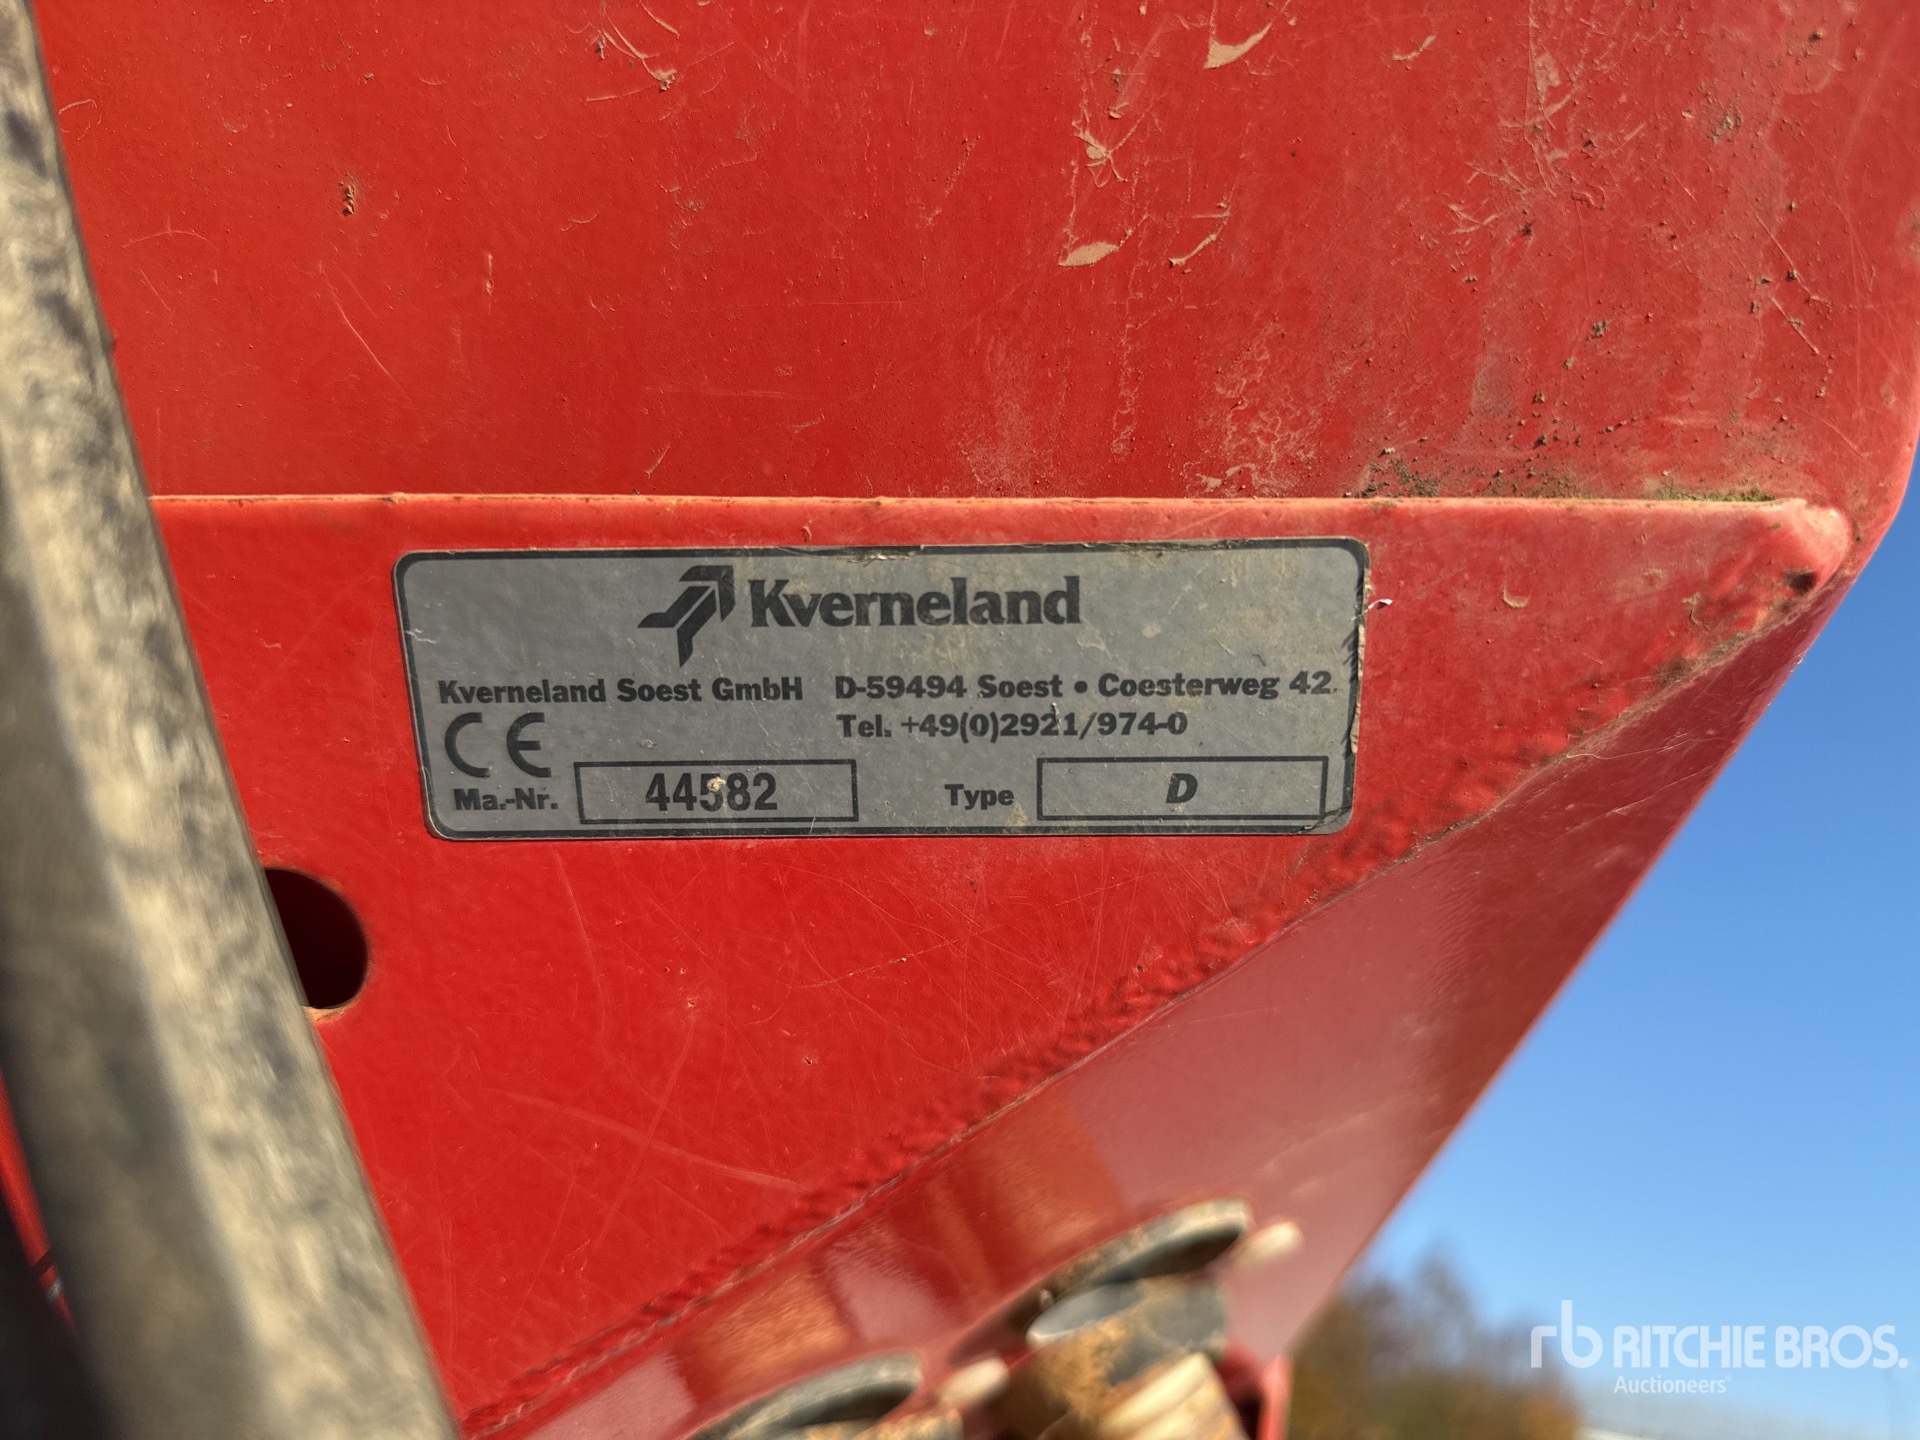 Kverneland
Kverneland Soest GmbH D-59494 Soest • Coesterweg 42
Tel. +49(0)2921/974-0
CE
Ma.-Nr. 44582 Type D
rb RITCHIE BROS.
Auctioneers